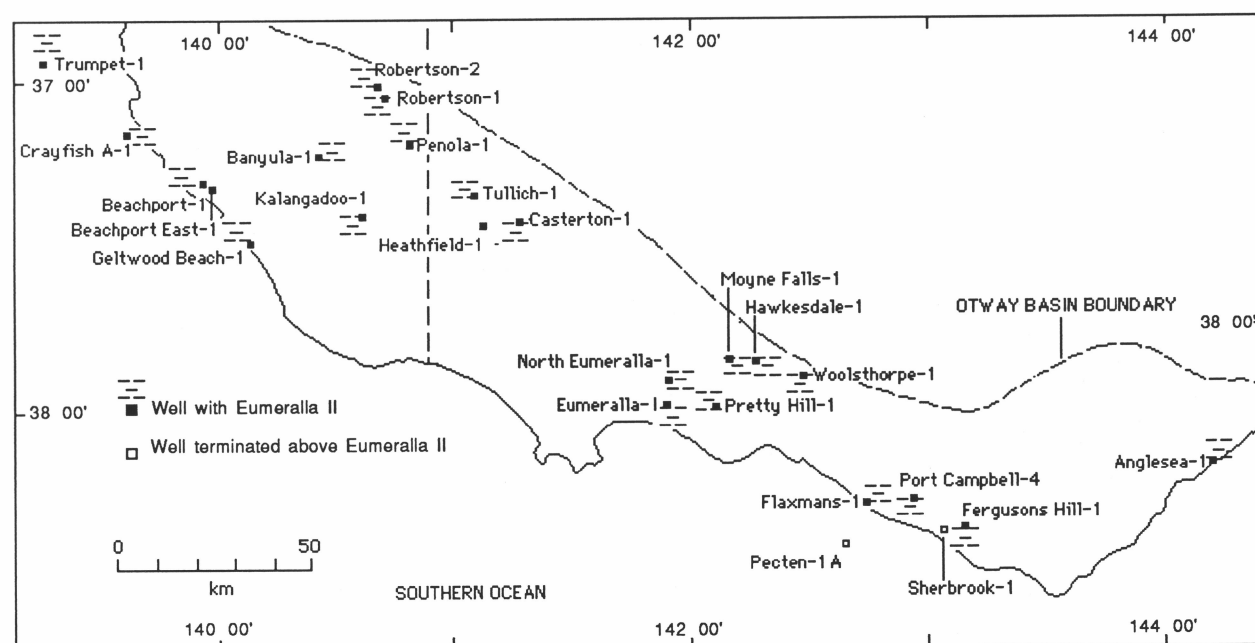 140 00'
142 00'
144 00'
Trumpet-1
37 00'
Robertson-2
Robertson-1
Crayfish A-1
Banyula-1
Penola-1
Beachport-1
Kalangadoo-1
Tullich-1
Beachport East-1
Casterton-1
Geltwood Beach-1
Heathfield-1
Moyne Falls-1
Hawkesdale-1
OTWAY BASIN BOUNDARY
38 00'
North Eumeralla-1
Woolsthorpe-1
38 00'
Well with Eumeralla II
Eumeralla-1
Pretty Hill-1
Well terminated above Eumeralla II
Anglesea-1
Flaxmans-1
Port Campbell-4
Fergusons Hill-1
0 50
km
Pecten-1 A
Sherbrook-1
SOUTHERN OCEAN
140 00'
142 00'
144 00'